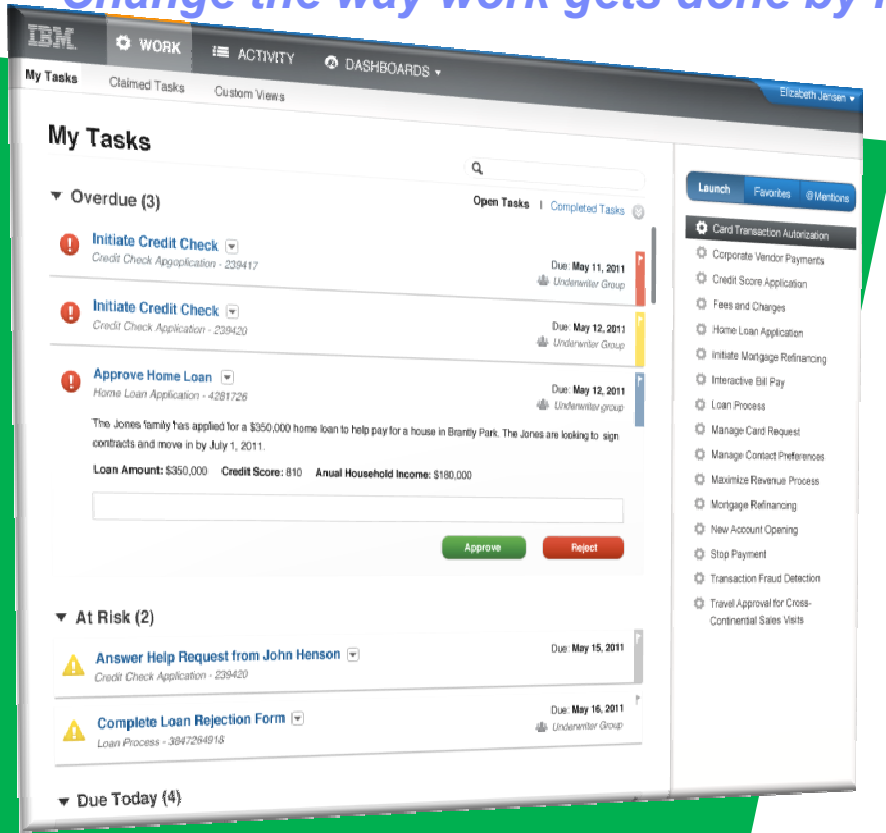 Change the way work gets done by
IBM.
WORK
ACTIVITY
DASHBOARDS
Elizabeth Jensen
My Tasks
Claimed Tasks
Custom Views
My Tasks
Overdue (3)
Open Tasks | Completed Tasks
Initiate Credit Check
Credit Check Apgoplication - 239417
Due: May 11, 2011
Underwriter Group
Initiate Credit Check
Credit Check Application - 239420
Due: May 12, 2011
Underwriter Group
Approve Home Loan
Home Loan Application - 4281726
Due: May 12, 2011
Underwriter group
The Jones family has applied for a $350,000 home loan to help pay for a house in Brantly Park. The Jones are looking to sign
contracts and move in by July 1, 2011.
Loan Amount: $350,000 Credit Score: 810 Anual Household Income: $180,000
Approve
Reject
At Risk (2)
Answer Help Request from John Henson
Credit Check Application - 239420
Due: May 15, 2011
Complete Loan Rejection Form
Loan Process - 3847264918
Due: May 16, 2011
Underwriter Group
Due Today (4)
Launch
Favorites
@Mentions
Card Transaction Autorization
Corporate Vendor Payments
Credit Score Application
Fees and Charges
Home Loan Application
Initiate Mortgage Refinancing
Interactive Bill Pay
Loan Process
Manage Card Request
Manage Contact Preferences
Maximize Revenue Process
Mortgage Refinancing
New Account Opening
Stop Payment
Transaction Fraud Detection
Travel Approval for Cross-
Continential Sales Visits